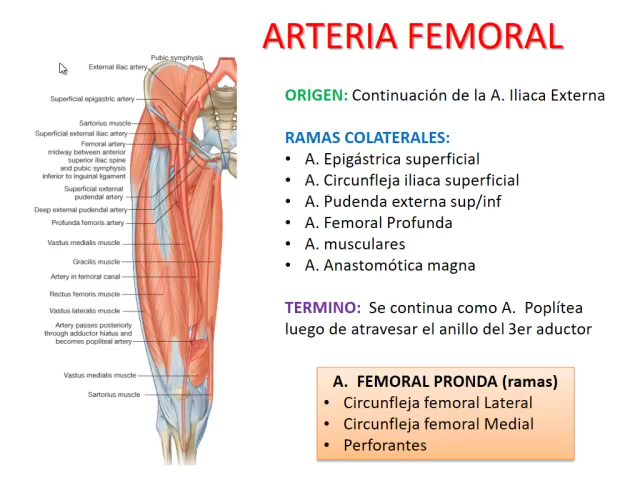 ARTERIA FEMORAL
Pubic symphysis
External iliac artery
Superficial epigastric artery
Sartorius muscle
Superficial external iliac artery
Femoral artery
midway between anterior
superior iliac spine
and pubic symphysis
inferior to inguinal ligament
Superficial external
pudendal artery
Deep external pudendal artery
Profunda femoris artery
Vastus medialis muscle
Gracilis muscle
Artery in femoral canal
Rectus femoris muscle
Vastus lateralis muscle
Artery passes posteriorly
through adductor hiatus and
becomes popliteal artery
Vastus medialis muscle
Sartorius muscle
ORIGEN: Continuación de la A. Iliaca Externa
RAMAS COLATERALES:
• A. Epigástrica superficial
• A. Circunfleja iliaca superficial
• A. Pudenda externa sup/inf
• A. Femoral Profunda
• A. musculares
• A. Anastomótica magna
TERMINO: Se continua como A. Poplítea
luego de atravesar el anillo del 3er aductor
A. FEMORAL PRONDA (ramas)
• Circunfleja femoral Lateral
• Circunfleja femoral Medial
• Perforantes